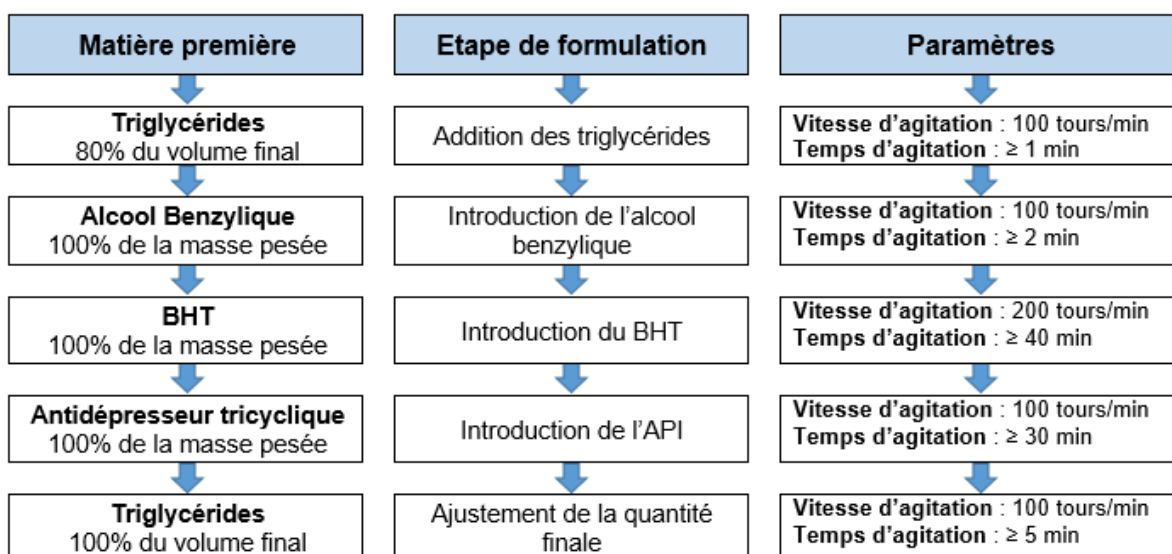 Matière première
Etape de formulation
Paramètres
Triglycérides
80% du volume final
Addition des triglycérides
Vitesse d'agitation : 100 tours/min
Temps d'agitation : ≥ 1 min
Alcool Benzylique
100% de la masse pesée
Introduction de l'alcool
benzylique
Vitesse d'agitation : 100 tours/min
Temps d'agitation : ≥ 2 min
BHT
100% de la masse pesée
Introduction du BHT
Vitesse d'agitation : 200 tours/min
Temps d'agitation : ≥ 40 min
Antidépresseur tricyclique
100% de la masse pesée
Introduction de l'API
Vitesse d'agitation : 100 tours/min
Temps d'agitation : ≥ 30 min
Triglycérides
100% du volume final
Ajustement de la quantité
finale
Vitesse d'agitation : 100 tours/min
Temps d'agitation : ≥ 5 min